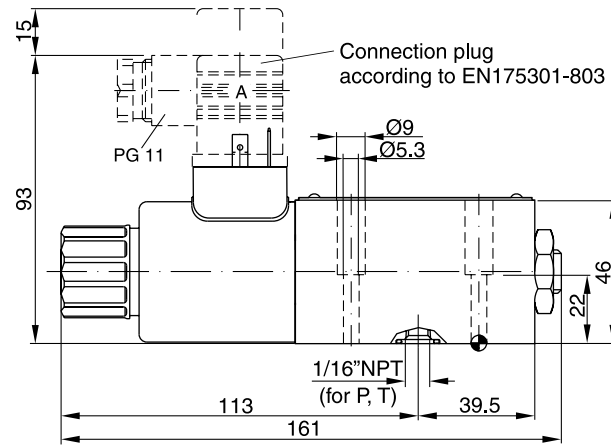 15
Connection plug
according to EN175301-803
A
PG 11
Ø9
Ø5.3
93
46
22
1/16”NPT
(for P, T)
113
39.5
161